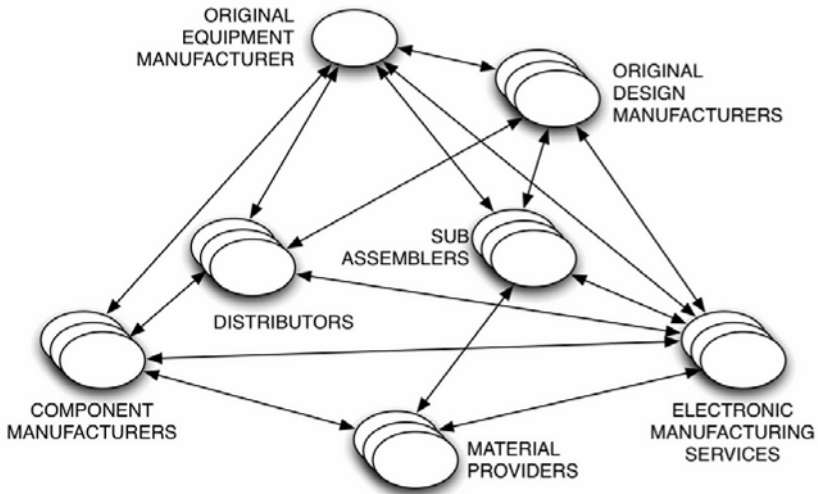 ORIGINAL
EQUIPMENT
MANUFACTURER
ORIGINAL
DESIGN
MANUFACTURERS
SUB
ASSEMBLERS
DISTRIBUTORS
COMPONENT
MANUFACTURERS
MATERIAL
PROVIDERS
ELECTRONIC
MANUFACTURING
SERVICES